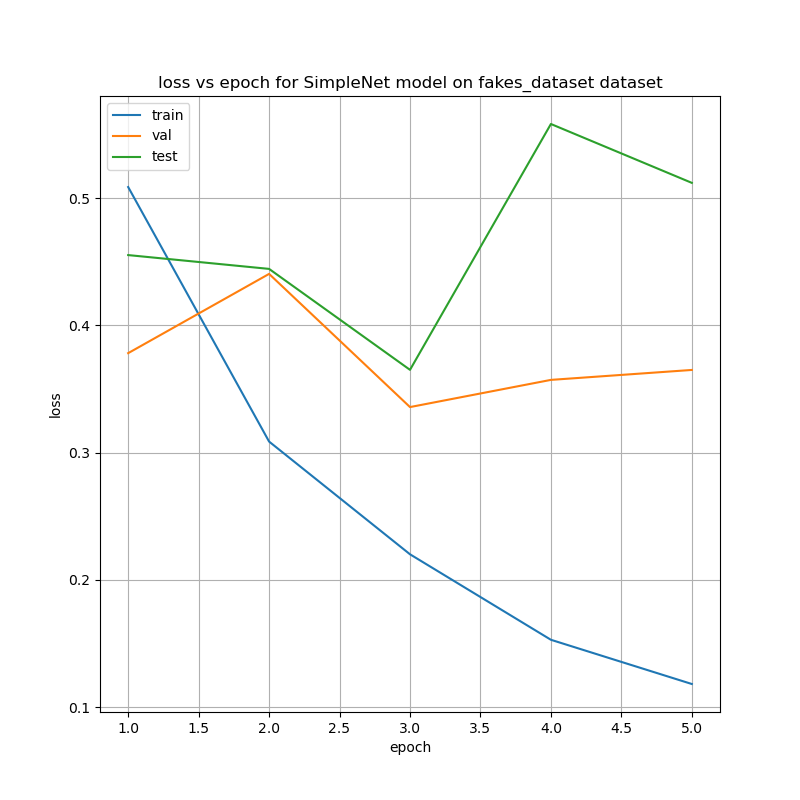 loss vs epoch for SimpleNet model on fakes_dataset dataset
train
val
test
0.5
0.4
0.3
0.2
0.1
loss
1.0 1.5 2.0 2.5 3.0 3.5 4.0 4.5 5.0
epoch